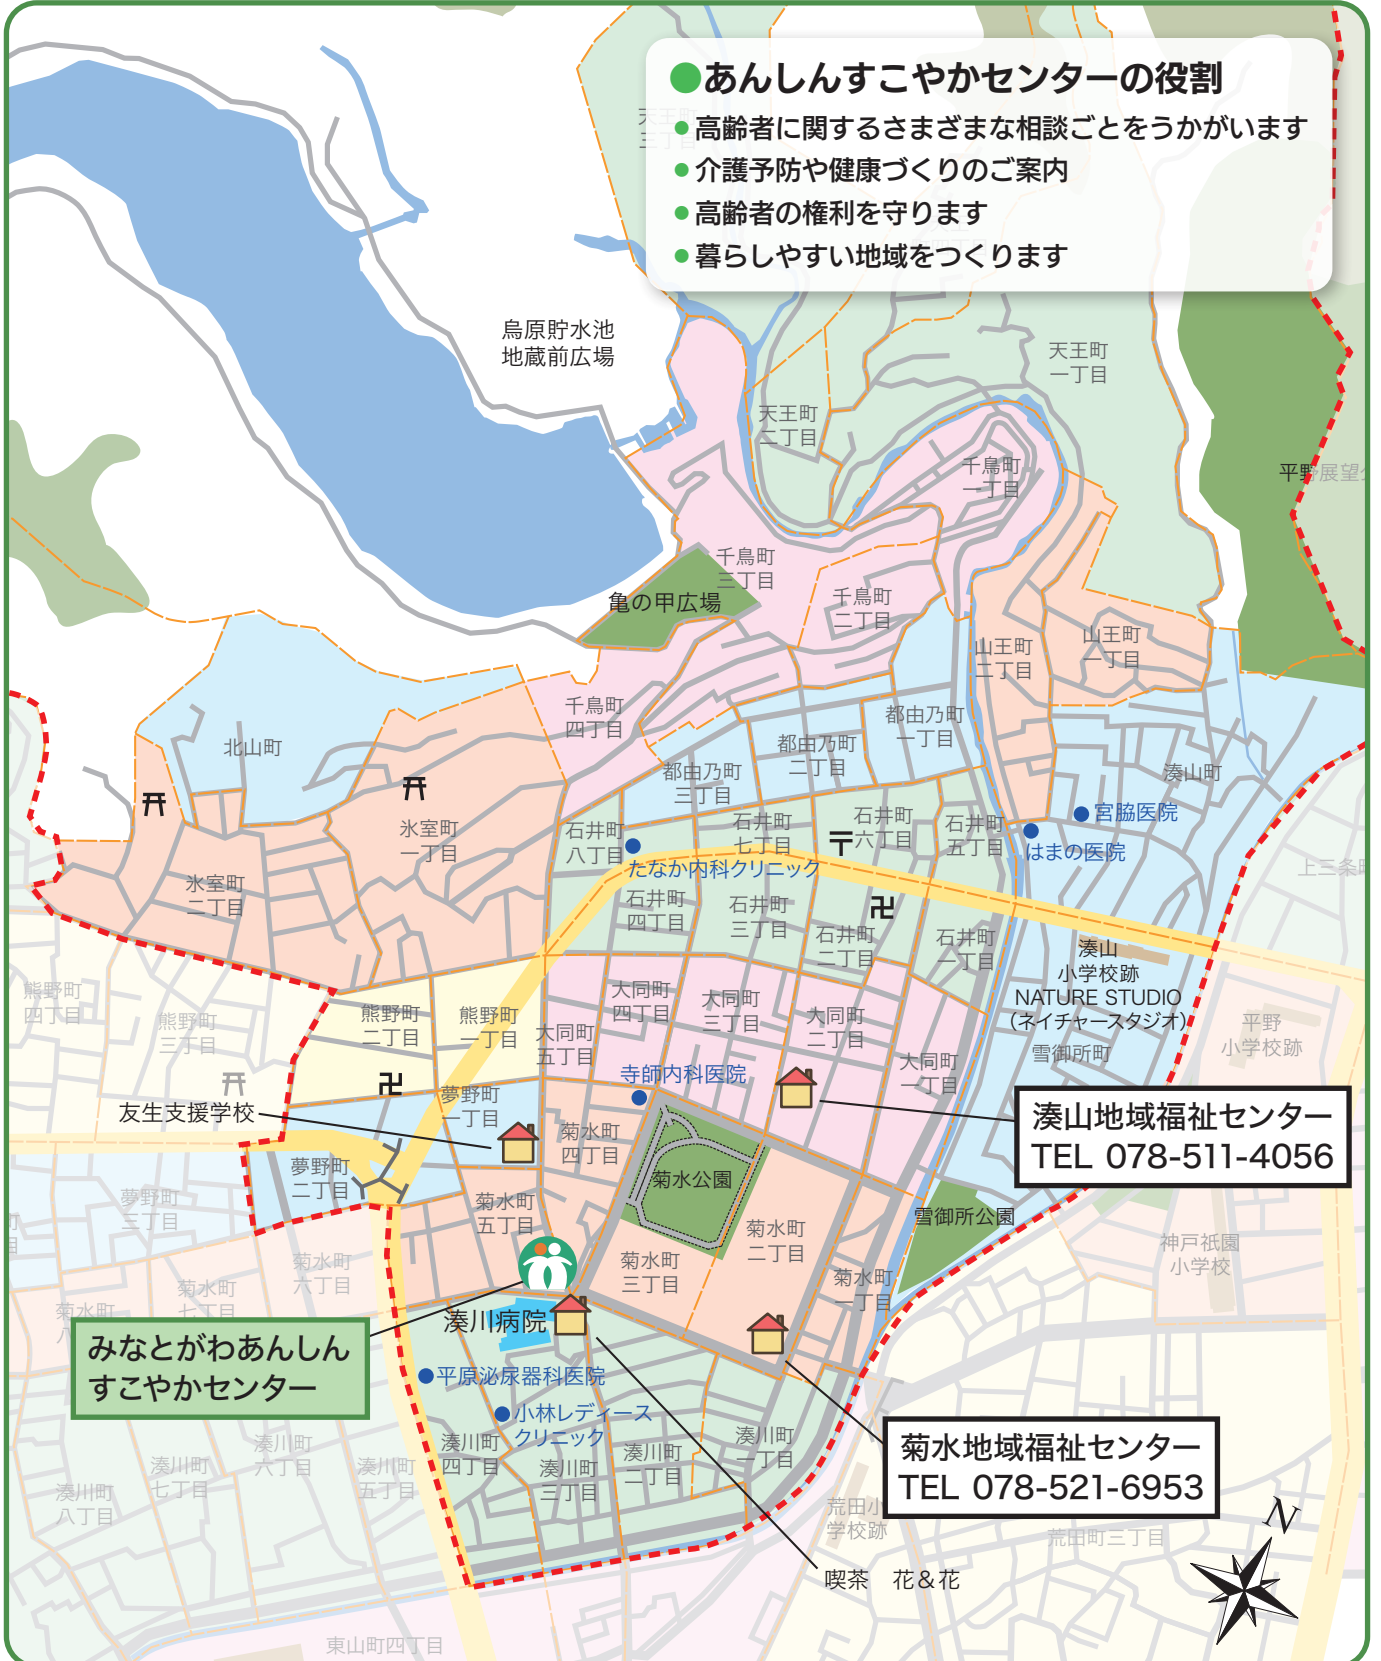 ●あんしんすこやかセンターの役割
●高齢者に関するさまざまな相談ごとをうかがいます
●介護予防や健康づくりのご案内
●高齢者の権利を守ります
●暮らしやすい地域をつくります
天王町
三丁目
烏原貯水池
地蔵前広場
天王町
一丁目
天王町
二丁目
千鳥町
一丁目
平野展望公
千鳥町
三丁目
亀の甲広場
千鳥町
二丁目
山王町
二丁目
山王町
一丁目
千鳥町
四丁目
北山町
都由乃町
一丁目
都由乃町
二丁目
都由乃町
三丁目
湊山町
宮脇医院
はまの医院
氷室町
一丁目
石井町
八丁目
石井町
七丁目
石井町
六丁目
石井町
五丁目
たなか内科クリニック
上三条町
氷室町
二丁目
石井町
四丁目
石井町
三丁目
石井町
二丁目
石井町
一丁目
湊山
小学校跡
NATURE STUDIO
(ネイチャースタジオ)
熊野町
四丁目
熊野町
三丁目
熊野町
二丁目
熊野町
一丁目
大同町
五丁目
大同町
四丁目
大同町
三丁目
大同町
二丁目
大同町
一丁目
雪御所町
平野
小学校跡
寺師内科医院
友生支援学校
夢野町
一丁目
菊水町
四丁目
湊山地域福祉センター
TEL 078-511-4056
夢野町
二丁目
夢野町
三丁目
菊水公園
菊水町
五丁目
雪御所公園
菊水町
二丁目
菊水町
三丁目
菊水町
一丁目
神戸祇園
小学校
菊水町
六丁目
菊水町
七丁目
菊水町
八
湊川病院
みなとがわあんしん
すこやかセンター
平原泌尿器科医院
小林レディース
クリニック
湊川町
四丁目
湊川町
三丁目
湊川町
二丁目
湊川町
一丁目
菊水地域福祉センター
TEL 078-521-6953
湊川町
六丁目
湊川町
七丁目
湊川町
五丁目
湊川町
八丁目
荒田小
学校跡
荒田町三丁目
N
喫茶　花&花
東山町四丁目